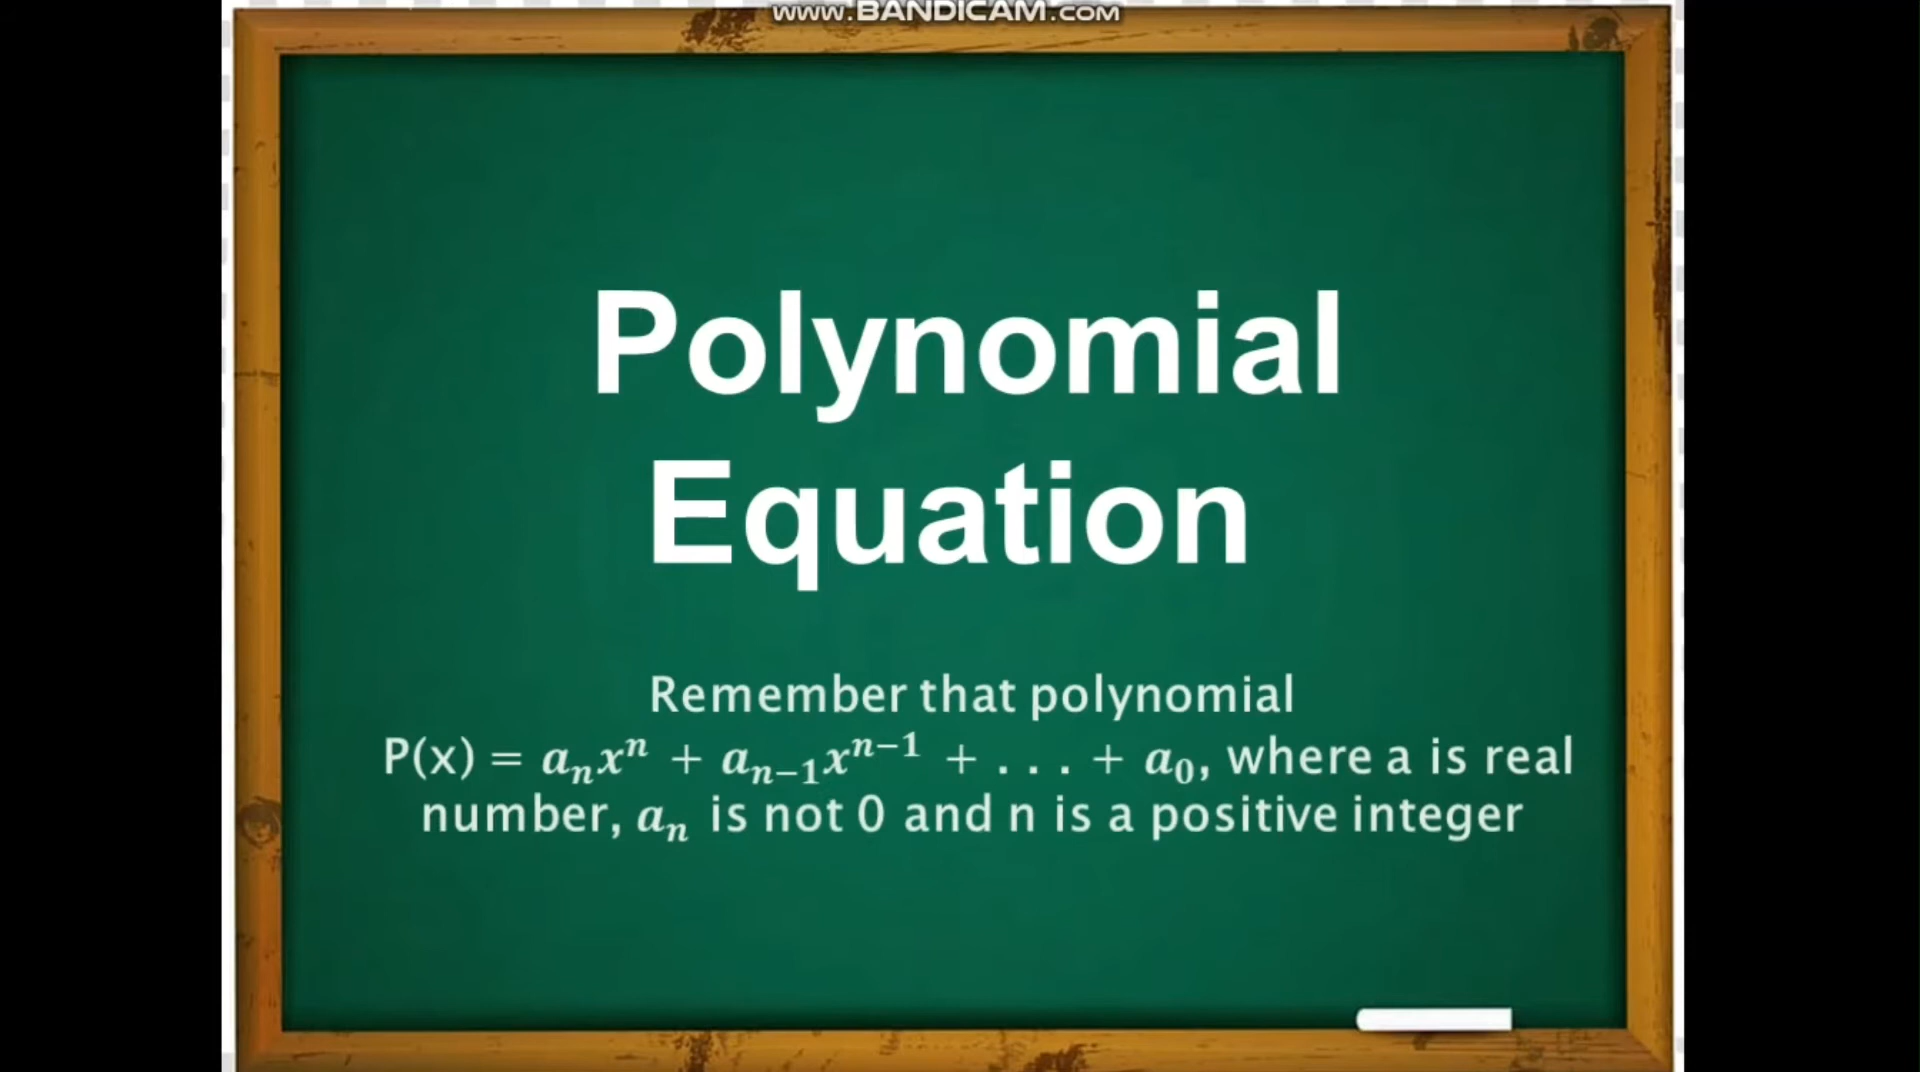 www.BANDICAM.com
Polynomial
Equation
Remember that polynomial
P(x) = aₙxⁿ + aₙ₋₁xⁿ⁻¹ + . . . + a₀, where a is real
number, aₙ is not 0 and n is a positive integer